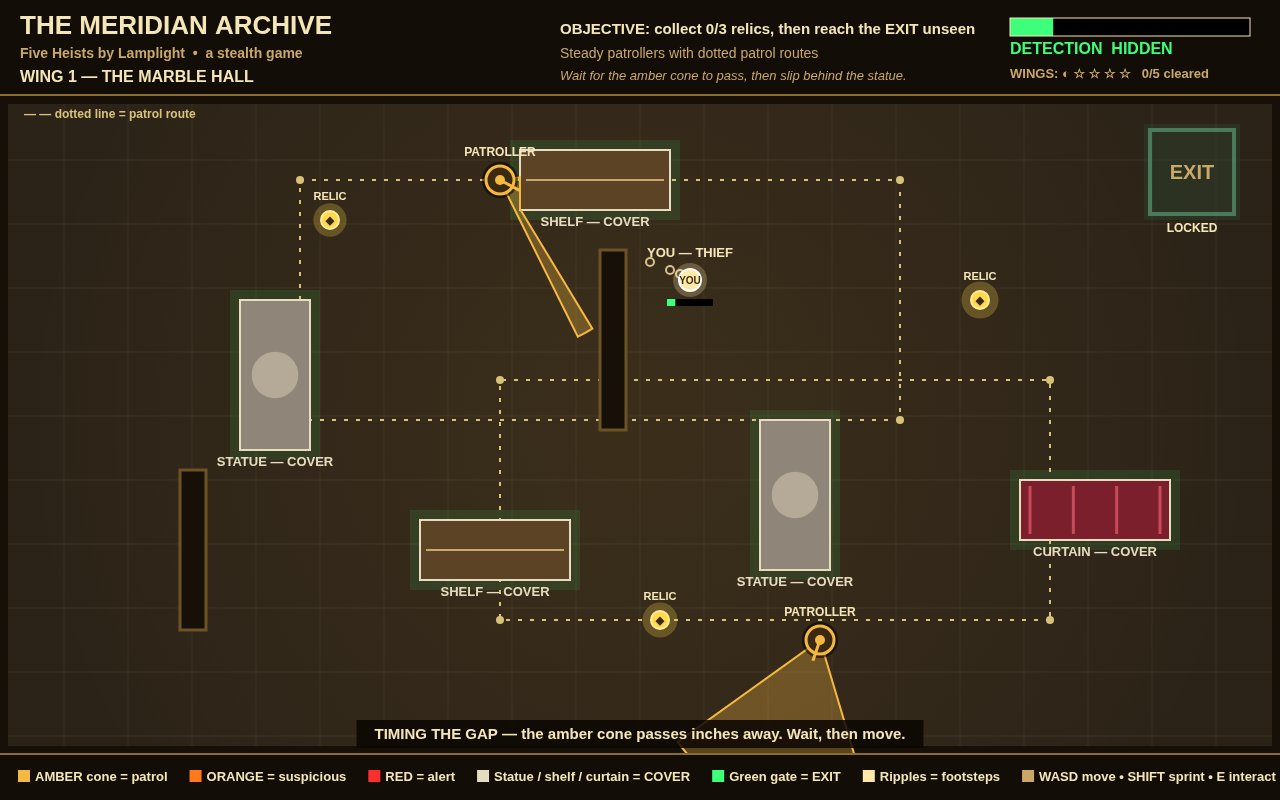 THE MERIDIAN ARCHIVE
Five Heists by Lamplight • a stealth game
WING 1 — THE MARBLE HALL
OBJECTIVE: collect 0/3 relics, then reach the EXIT unseen
Steady patrollers with dotted patrol routes
Wait for the amber cone to pass, then slip behind the statue.
DETECTION HIDDEN
WINGS: ◐ ☆ ☆ ☆ ☆ 0/5 cleared
— — dotted line = patrol route
PATROLLER
RELIC
SHELF — COVER
YOU — THIEF
YOU
EXIT
LOCKED
RELIC
STATUE — COVER
SHELF — COVER
STATUE — COVER
CURTAIN — COVER
RELIC
PATROLLER
TIMING THE GAP — the amber cone passes inches away. Wait, then move.
AMBER cone = patrol
ORANGE = suspicious
RED = alert
Statue / shelf / curtain = COVER
Green gate = EXIT
Ripples = footsteps
WASD move • SHIFT sprint • E interact